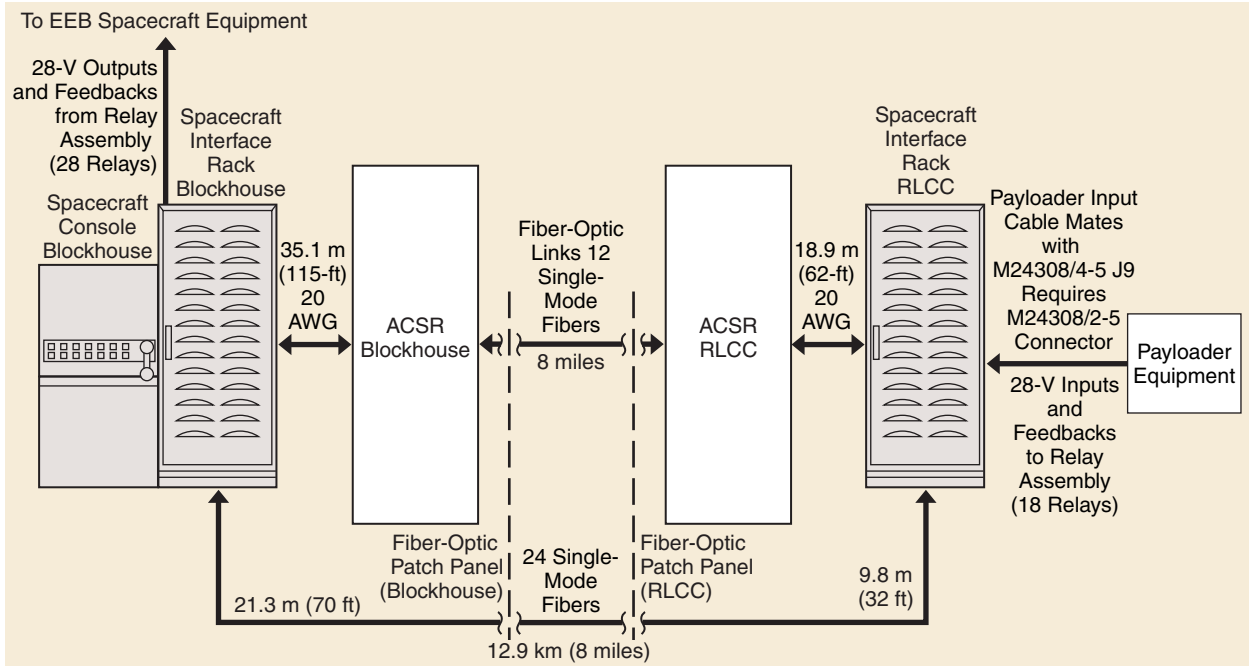 To EEB Spacecraft Equipment
28-V Outputs
and Feedbacks
from Relay
Assembly
(28 Relays)
Spacecraft
Interface
Rack
Blockhouse
Spacecraft
Console
Blockhouse
35.1 m
(115-ft)
20
AWG
ACSR
Blockhouse
Fiber-Optic
Links 12
Single-
Mode
Fibers
8 miles
ACSR
RLCC
18.9 m
(62-ft)
20
AWG
Spacecraft
Interface
Rack
RLCC
Payloader Input
Cable Mates
with
M24308/4-5 J9
Requires
M24308/2-5
Connector
Payloader
Equipment
28-V Inputs
and
Feedbacks
to Relay
Assembly
(18 Relays)
Fiber-Optic
Patch Panel
(Blockhouse)
24 Single-
Mode
Fibers
Fiber-Optic
Patch Panel
(RLCC)
21.3 m (70 ft)
9.8 m
(32 ft)
12.9 km (8 miles)